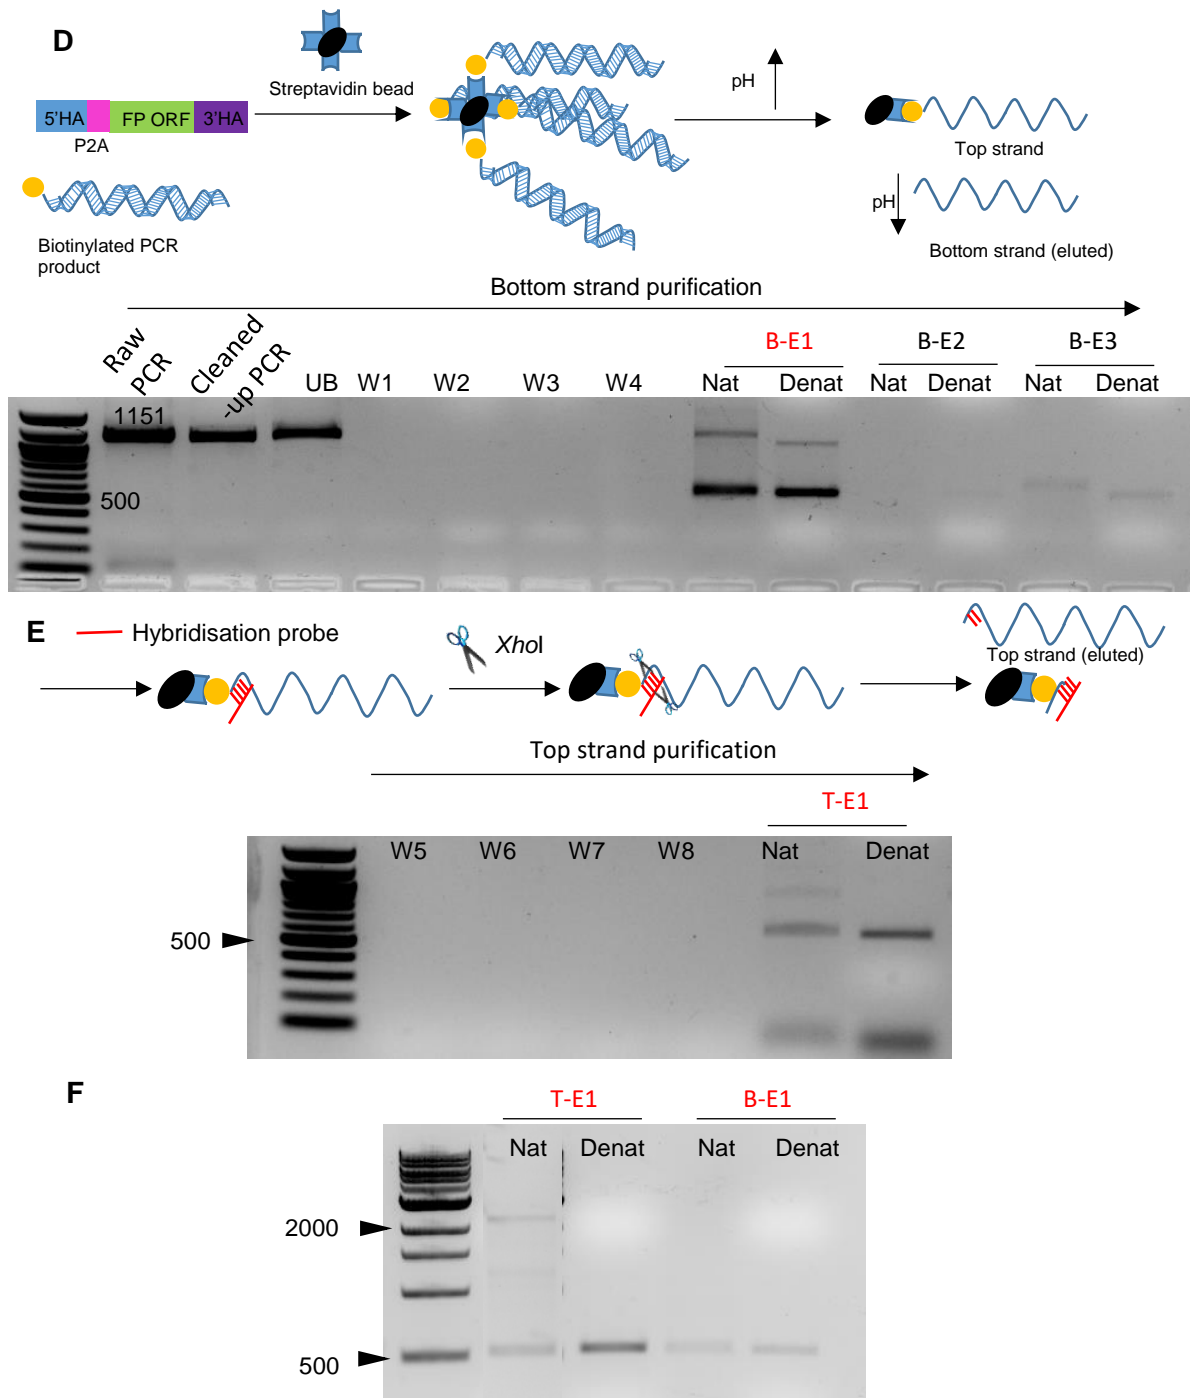 D
Streptavidin bead
pH
5'HA
FP ORF
3'HA
P2A
Top strand
pH
Biotinylated PCR
product
Bottom strand (eluted)
Bottom strand purification
Raw
PCR
Cleaned
-up PCR
UB
W1
W2
W3
W4
B-E1
Nat
Denat
B-E2
Nat
Denat
B-E3
Nat
Denat
1151
500
E
Hybridisation probe
XhoI
Top strand (eluted)
Top strand purification
T-E1
W5
W6
W7
W8
Nat
Denat
500
F
T-E1
B-E1
Nat
Denat
Nat
Denat
2000
500